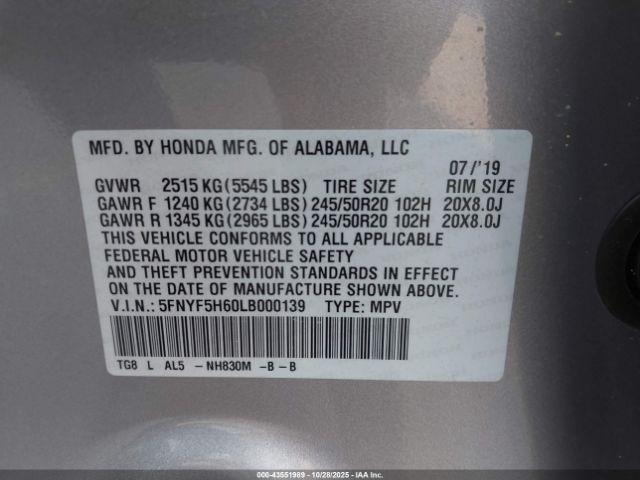 MFD. BY HONDA MFG. OF ALABAMA, LLC
07/'19
GVWR 2515 KG(5545 LBS) TIRE SIZE RIM SIZE
GAWR F 1240 KG(2734 LBS) 245/50R20 102H 20X8.0J
GAWR R 1345 KG(2965 LBS) 245/50R20 102H 20X8.0J
THIS VEHICLE CONFORMS TO ALL APPLICABLE
FEDERAL MOTOR VEHICLE SAFETY
AND THEFT PREVENTION STANDARDS IN EFFECT
ON THE DATE OF MANUFACTURE SHOWN ABOVE.
V.I.N.: 5FNYF5H60LB000139 TYPE: MPV
TG8 L AL5 -NH830M -B-B
000-43551989 | 10/28/2025 | IAAI.com